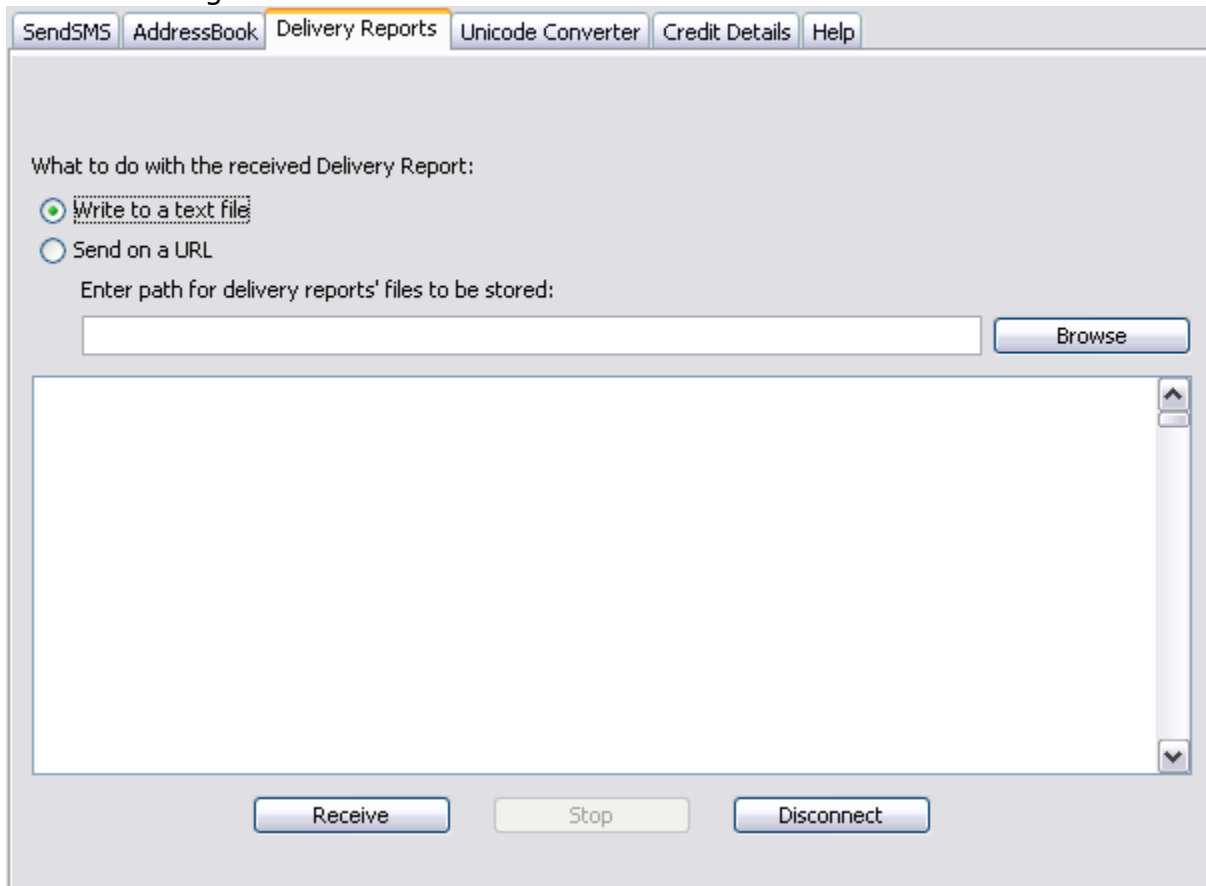 SendSMS AddressBook Delivery Reports Unicode Converter Credit Details Help
What to do with the received Delivery Report:
Write to a text file
Send on a URL
Enter path for delivery reports' files to be stored:
Browse
Receive Stop Disconnect